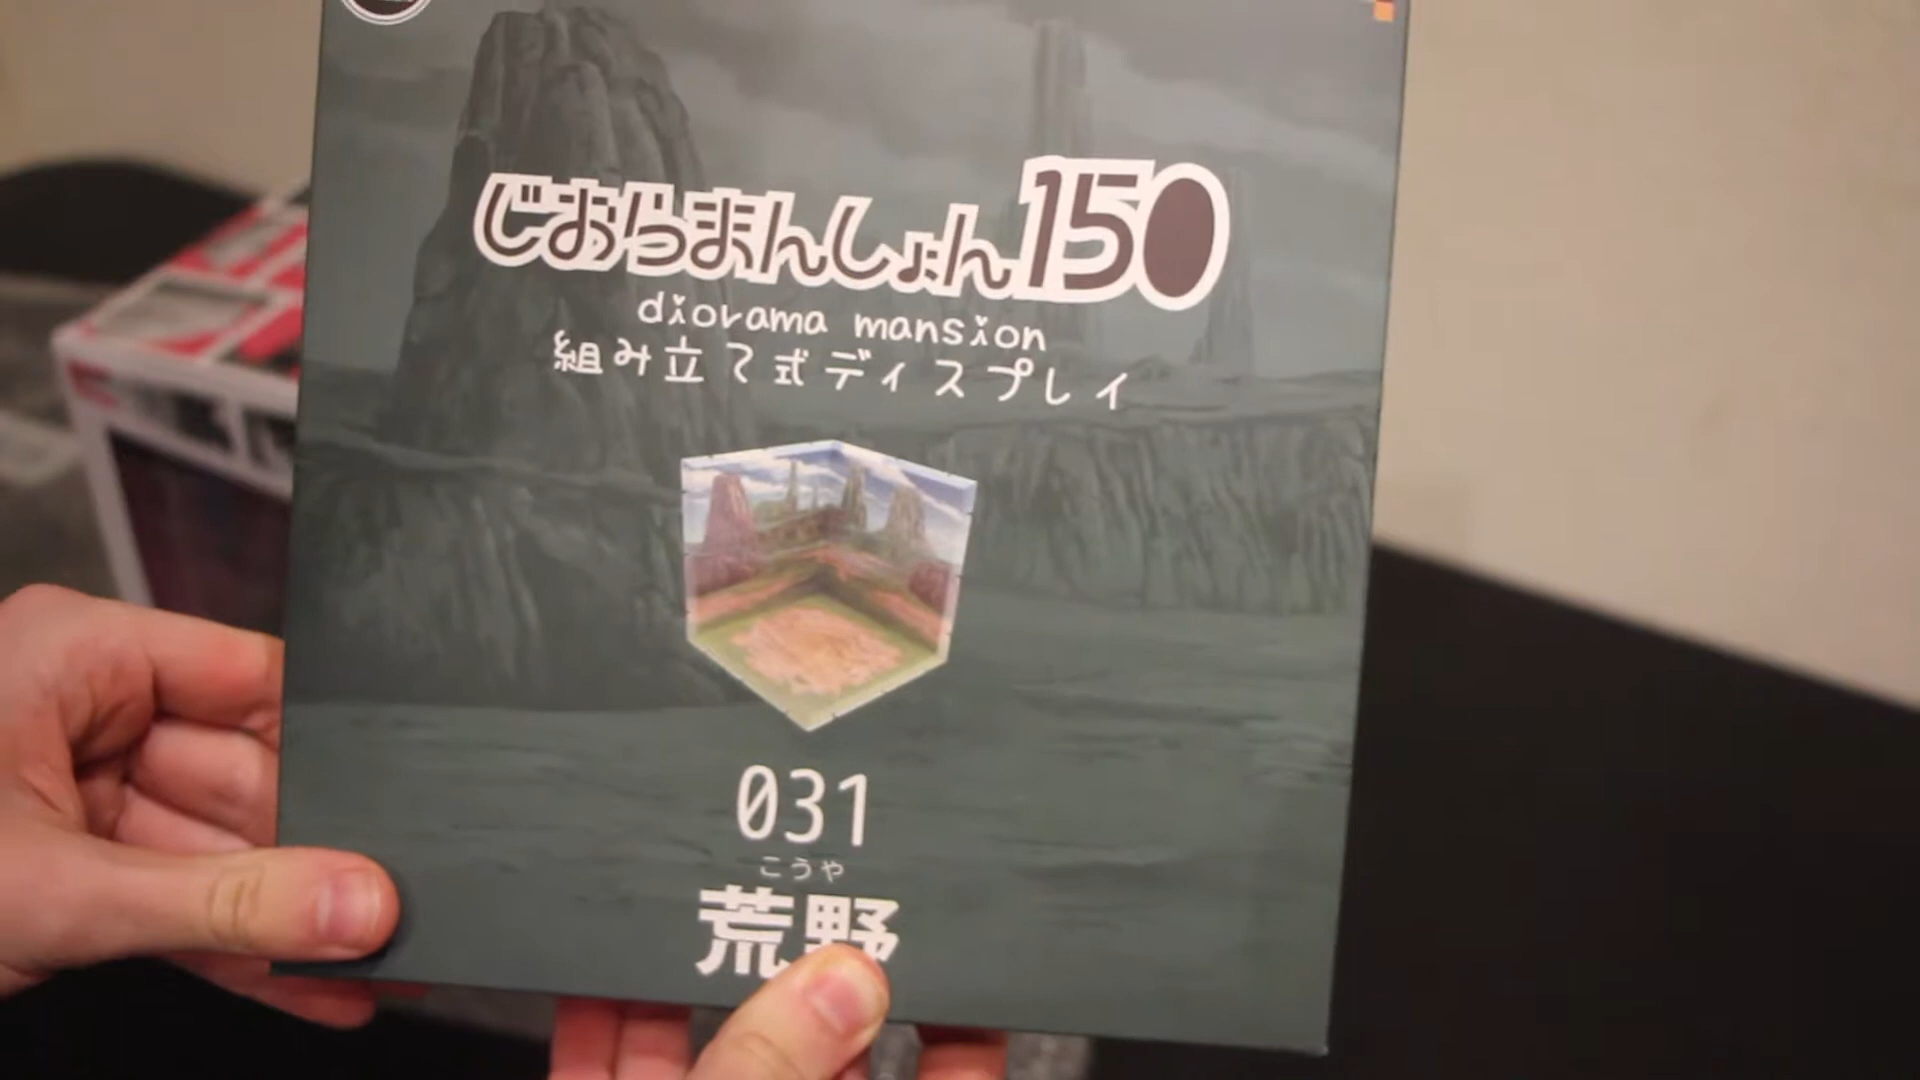 じおらまんしょん150
diorama mansion
組み立て式ディスプレイ
031
こうや
荒野